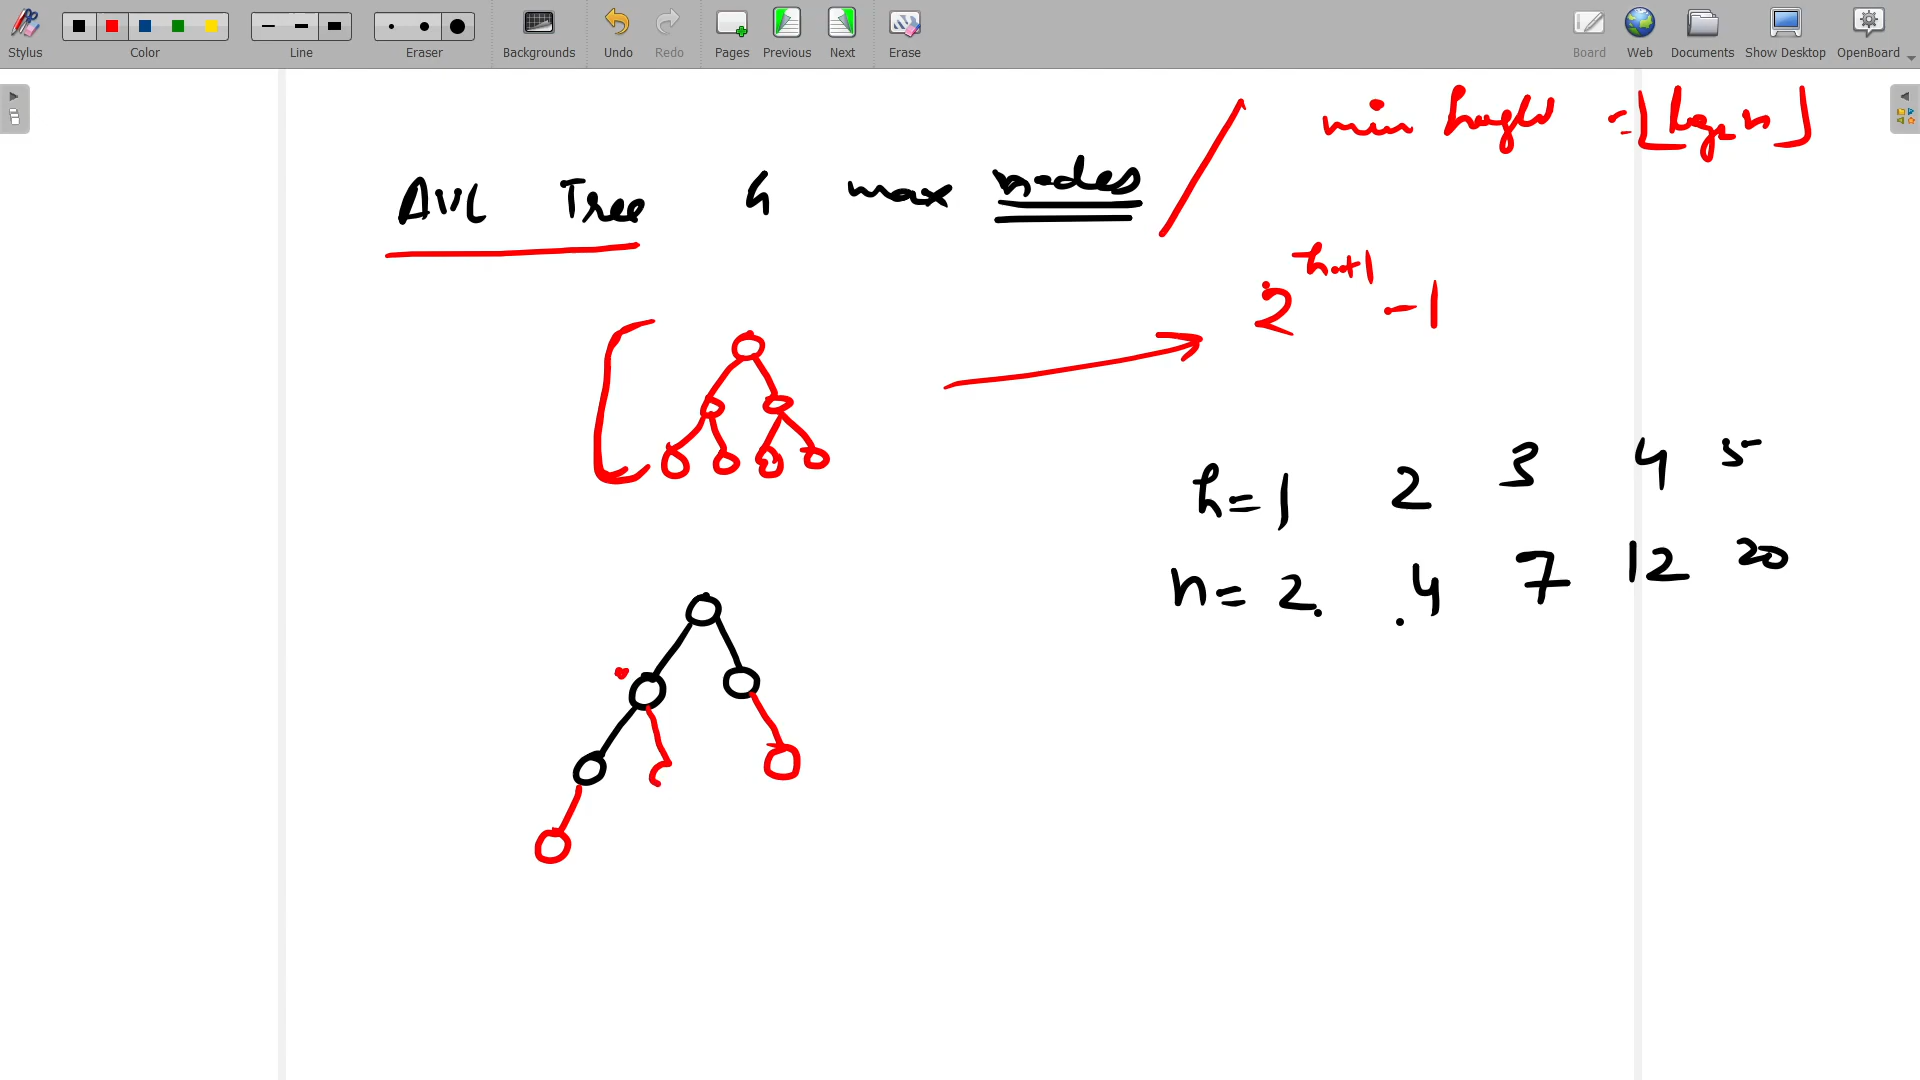 Stylus Color Line Eraser Backgrounds Undo Redo Pages Previous Next Erase Board Web Documents Show Desktop OpenBoard
min height = ⌊log₂ n⌋
AVL Tree h max nodes
2^(h+1) - 1
h = 1 2 3 4 5
n = 2 4 7 12 20